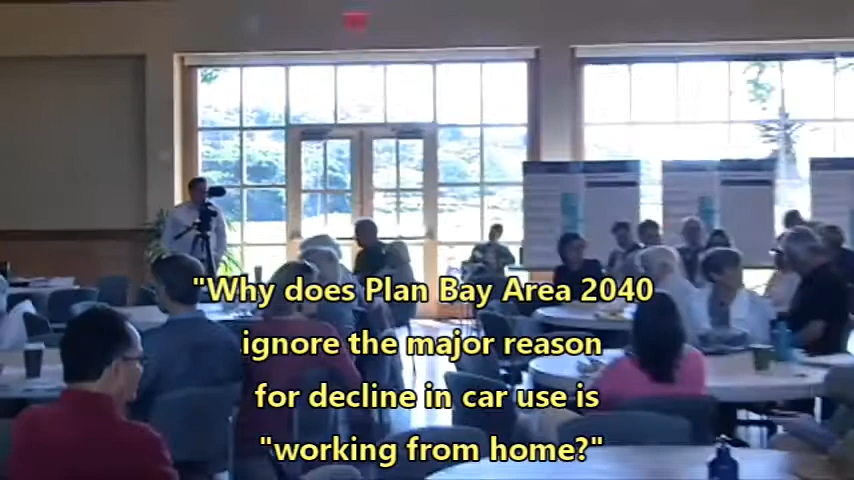 "Why does Plan Bay Area 2040
ignore the major reason
for decline in car use is
"working from home?"